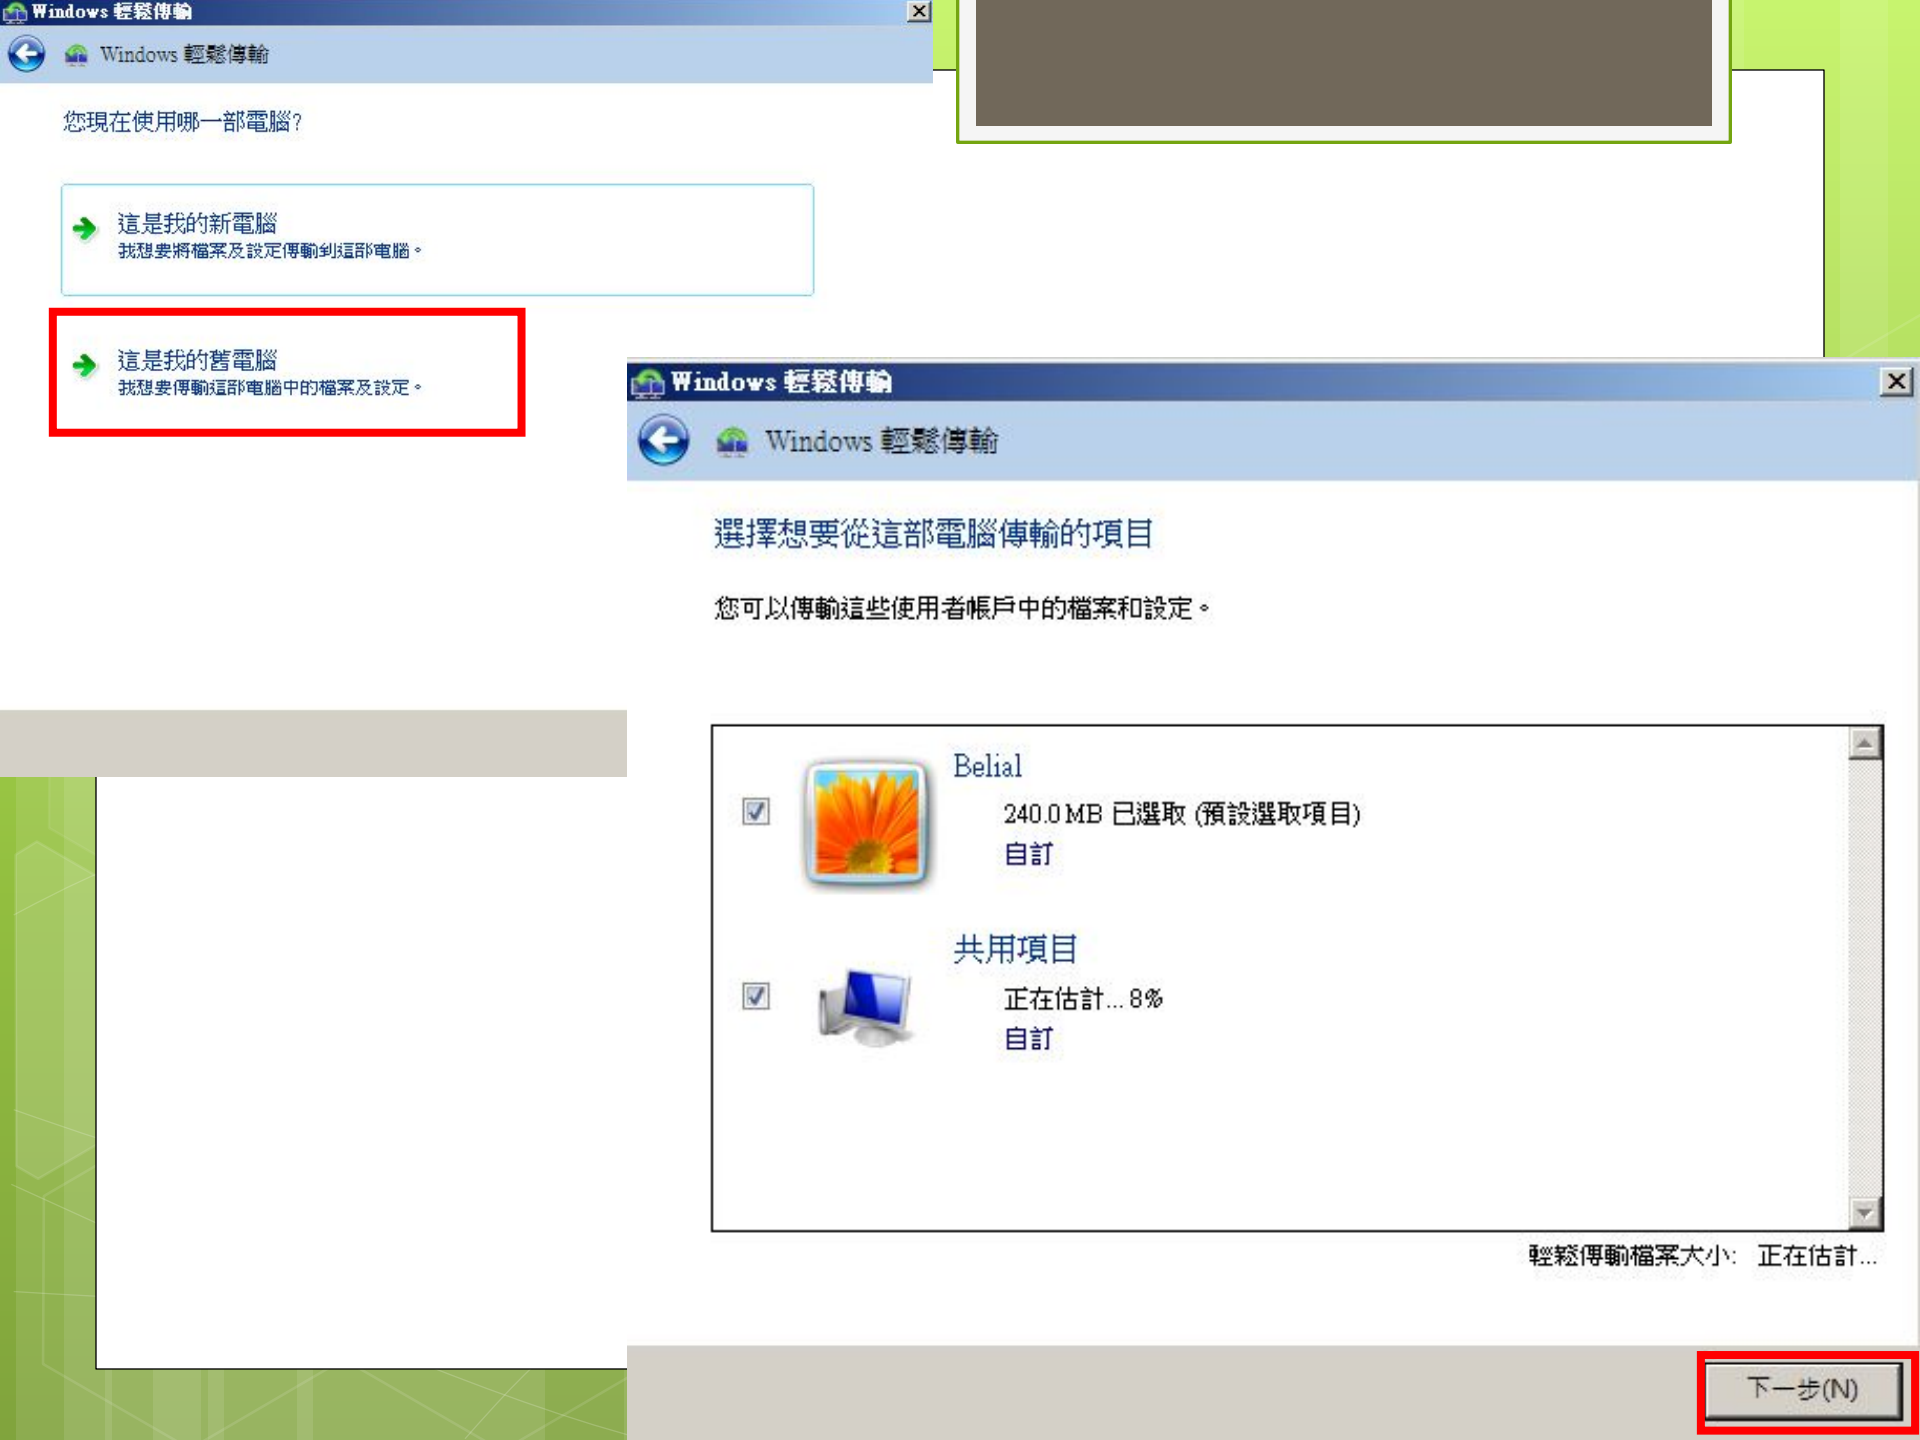 Windows 輕鬆傳輸
Windows 輕鬆傳輸
您現在使用哪一部電腦?
這是我的新電腦
我想要將檔案及設定傳輸到這部電腦。
這是我的舊電腦
我想要傳輸這部電腦中的檔案及設定。
Windows 輕鬆傳輸
Windows 輕鬆傳輸
選擇想要從這部電腦傳輸的項目
您可以傳輸這些使用者帳戶中的檔案和設定。
Belial
240.0 MB 已選取 (預設選取項目)
自訂
共用項目
正在估計... 8%
自訂
輕鬆傳輸檔案大小: 正在估計...
下一步(N)